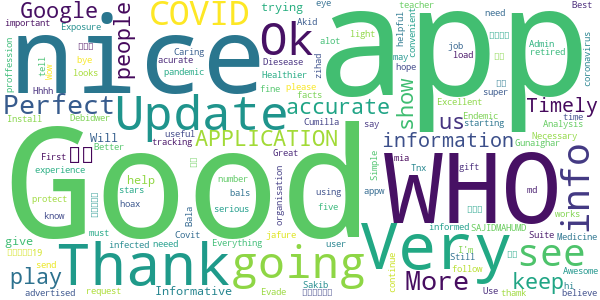 Google
COVID
people
trying
eye
teacher
Best
important
Exposure
Akid
light
helpful
convenient
need
Admin
retired
nice
app
Ok
Caring
acurate
alot
Diesease
Healthier
zihad
may
hope
job
load
coronavirus
proffession
tell
now
bye
looks
pandemic
fine
please
facts
super
Hhhh
Perfect
Update
accurate
show
Excellent
Endemic
Timely
Install
Debidwer
useful
tracking
Cumilla
say
us
starting
time
Will
APPLICATION
information
Analysis
Necessary
First
Better
Great
Simple
mia
Tnx
gift
Gunaighar
info
experience
help
number
bals
organisation
using
appw
WHO
md
stars
hoax
serious
five
protect
know
Good
Bala
Covit
jafure
user
informed
SAJIDMAHUMD
Suite
works
Medicine
must
infected
neeed
Everything
I'm
Still
follow
Awesome
give
19
Thank
going
Very
see
send
play
More
keep
hi
continue
advertised
request
Informative
Evade
Sakib
Use
thank
believe